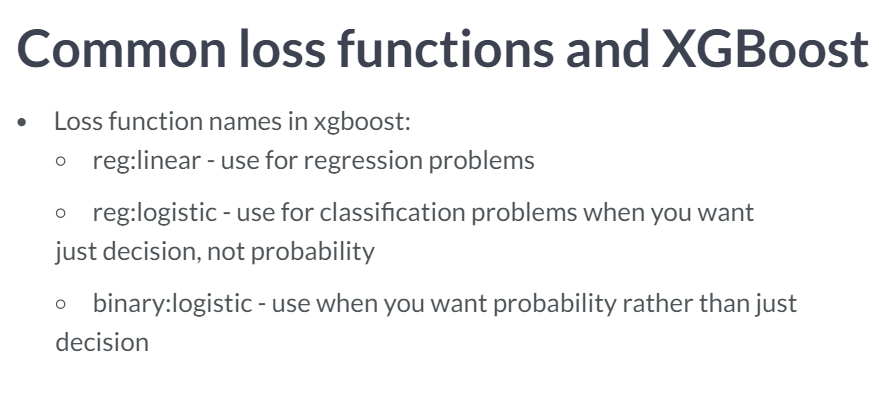 Common loss functions and XGBoost
• Loss function names in xgboost:
○ reg:linear - use for regression problems
○ reg:logistic - use for classification problems when you want
just decision, not probability
○ binary:logistic - use when you want probability rather than just
decision